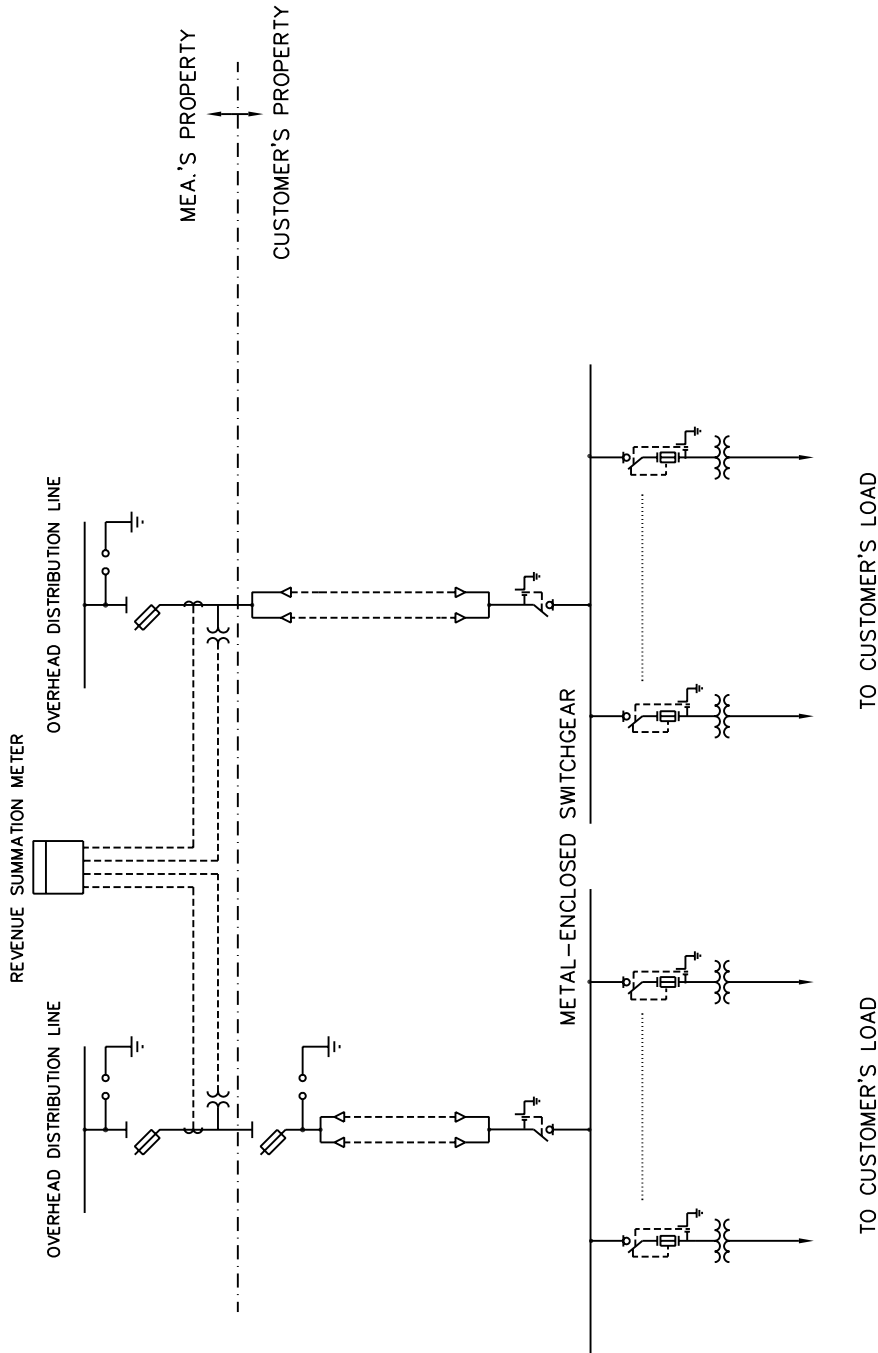 MEA.'S PROPERTY
CUSTOMER'S PROPERTY
OVERHEAD DISTRIBUTION LINE
REVENUE SUMMATION METER
OVERHEAD DISTRIBUTION LINE
METAL-ENCLOSED SWITCHGEAR
TO CUSTOMER'S LOAD
TO CUSTOMER'S LOAD